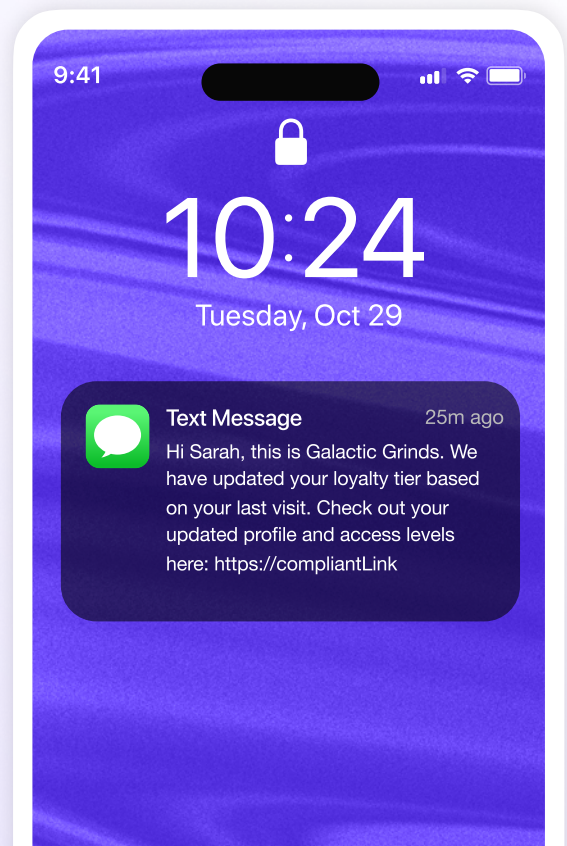 9:41
10:24
Tuesday, Oct 29
Text Message 25m ago
Hi Sarah, this is Galactic Grinds. We
have updated your loyalty tier based
on your last visit. Check out your
updated profile and access levels
here: https://compliantLink